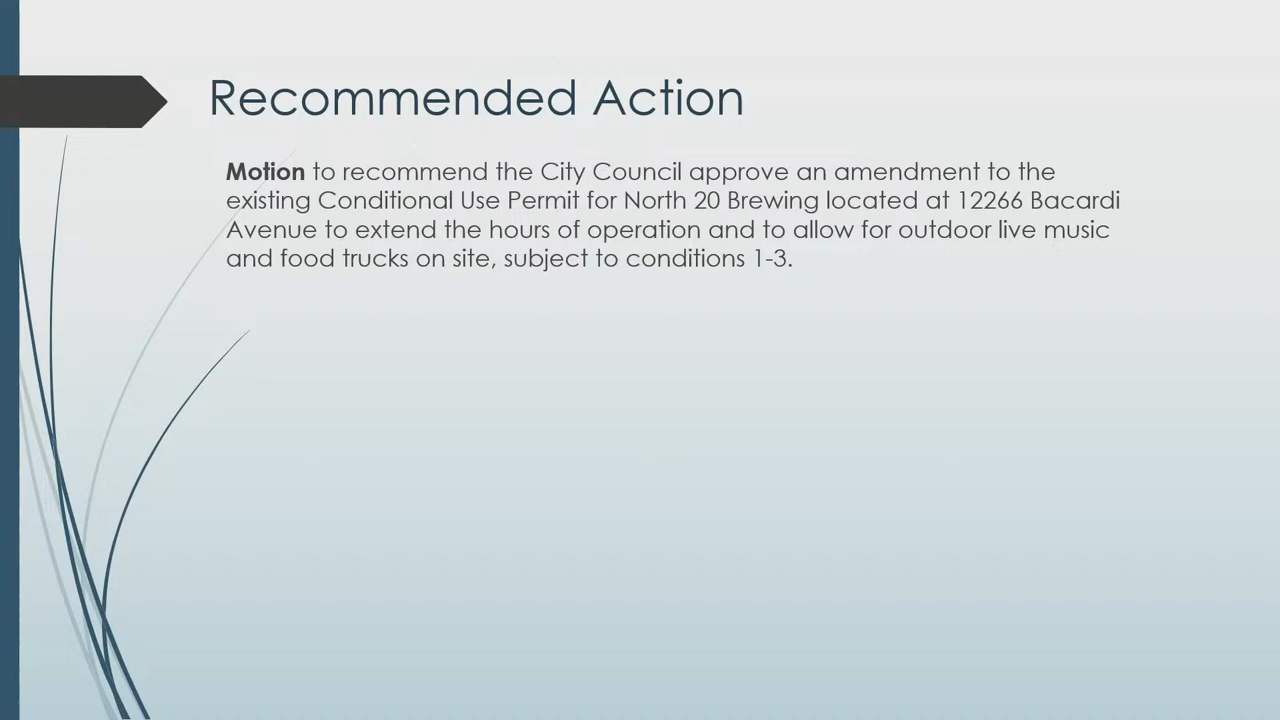 Recommended Action
Motion to recommend the City Council approve an amendment to the
existing Conditional Use Permit for North 20 Brewing located at 12266 Bacardi
Avenue to extend the hours of operation and to allow for outdoor live music
and food trucks on site, subject to conditions 1-3.